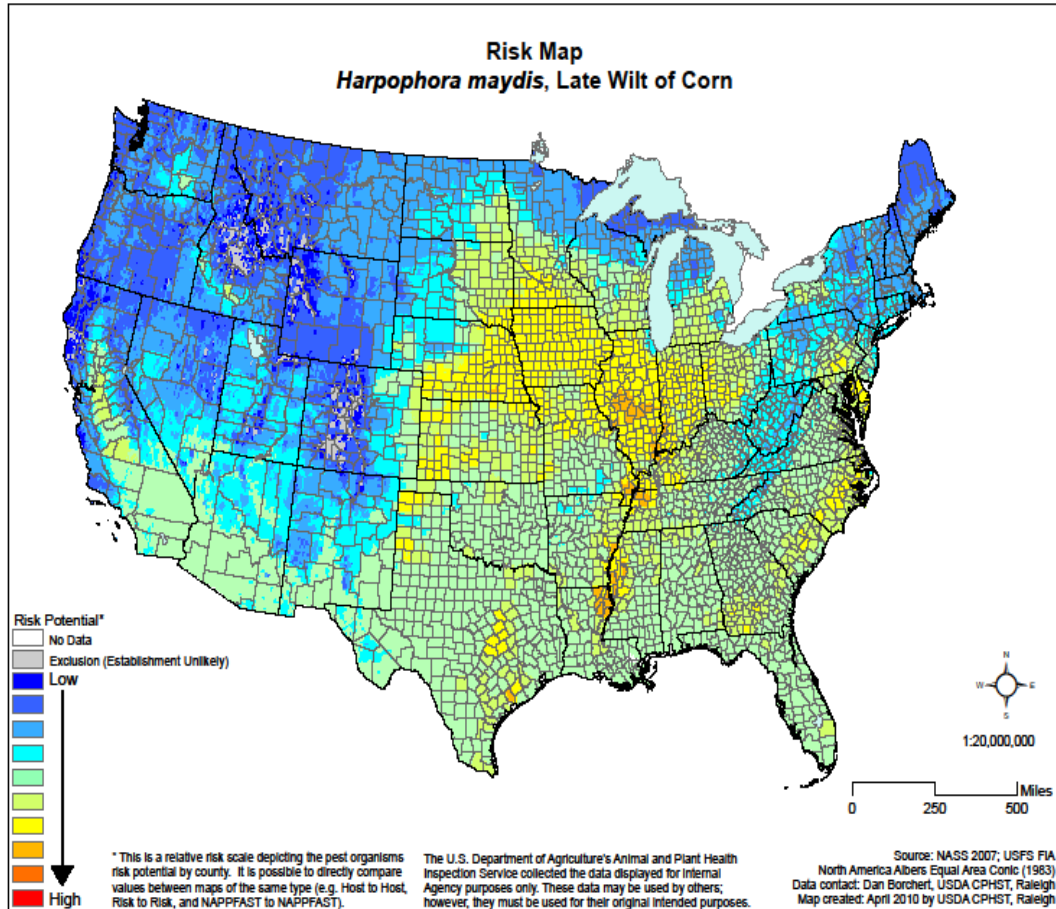 Risk Map
Harpophora maydis, Late Wilt of Corn
Risk Potential*
No Data
Exclusion (Establishment Unlikely)
Low
High
N
W
E
S
1:20,000,000
Miles
0 250 500
* This is a relative risk scale depicting the pest organisms
risk potential by county. It is possible to directly compare
values between maps of the same type (e.g. Host to Host,
Risk to Risk, and NAPPFAST to NAPPFAST).
The U.S. Department of Agriculture's Animal and Plant Health
Inspection Service collected the data displayed for internal
Agency purposes only. These data may be used by others;
however, they must be used for their original intended purposes.
Source: NASS 2007; USFS FIA
North America Albers Equal Area Conic (1983)
Data contact: Dan Borchert, USDA CPHST, Raleigh
Map created: April 2010 by USDA CPHST, Raleigh